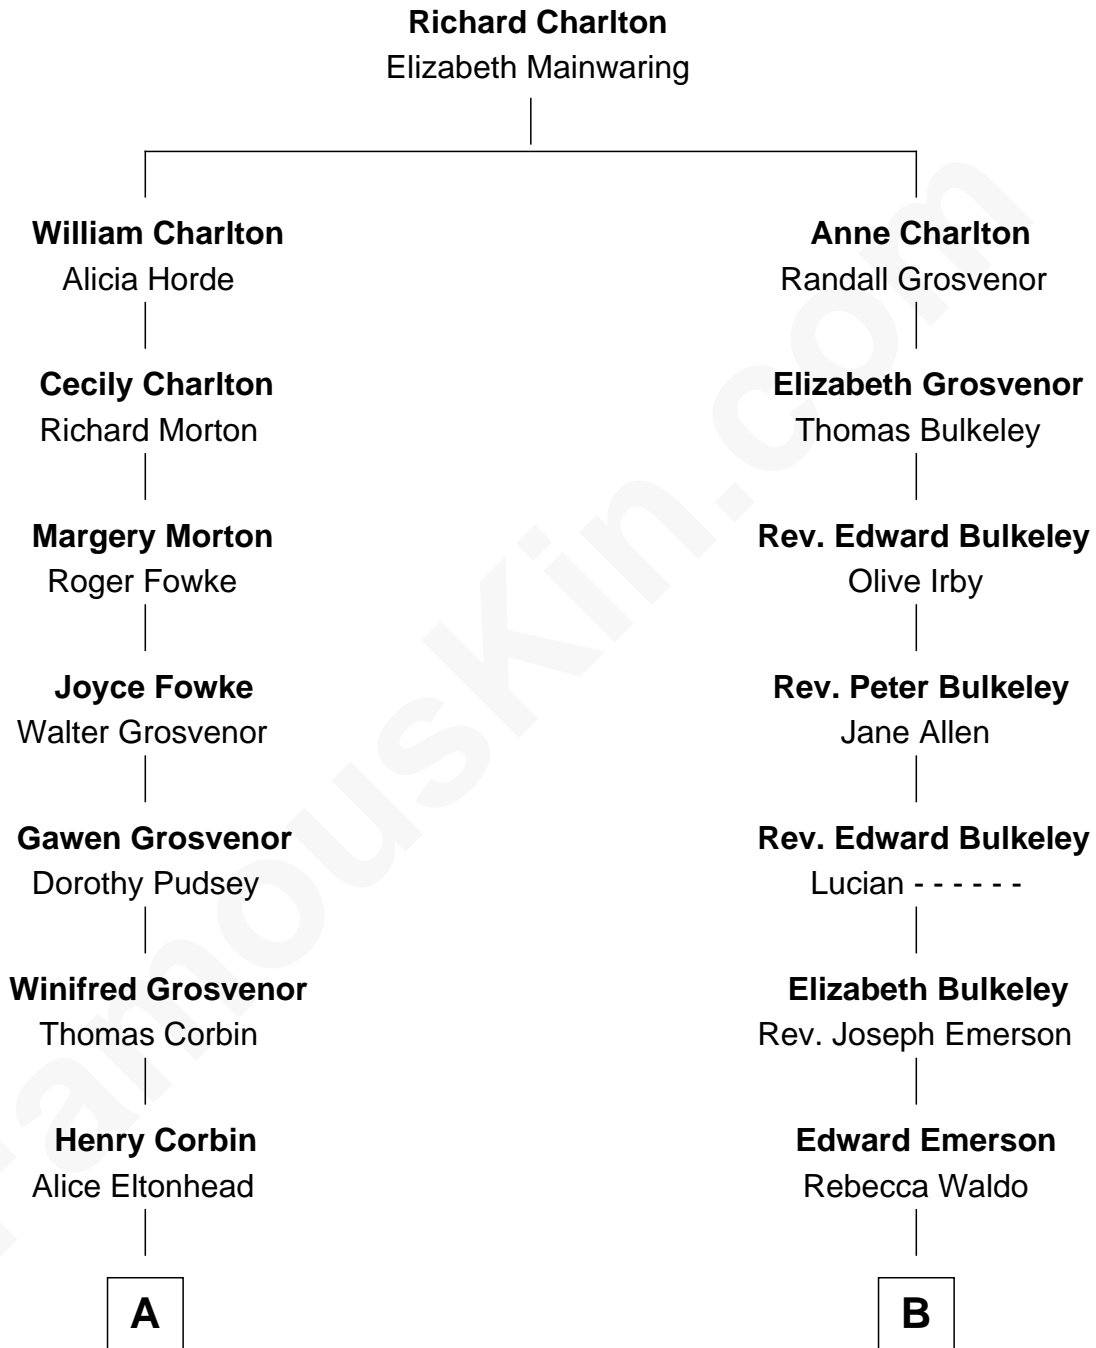 Richard Charlton
Elizabeth Mainwaring
William Charlton
Alicia Horde
Anne Charlton
Randall Grosvenor
Cecily Charlton
Richard Morton
Elizabeth Grosvenor
Thomas Bulkeley
Margery Morton
Roger Fowke
Rev. Edward Bulkeley
Olive Irby
Joyce Fowke
Walter Grosvenor
Rev. Peter Bulkeley
Jane Allen
Gawen Grosvenor
Dorothy Pudsey
Rev. Edward Bulkeley
Lucian - - - - - -
Winifred Grosvenor
Thomas Corbin
Elizabeth Bulkeley
Rev. Joseph Emerson
Henry Corbin
Alice Eltonhead
Edward Emerson
Rebecca Waldo
A
B
FamousKin.com